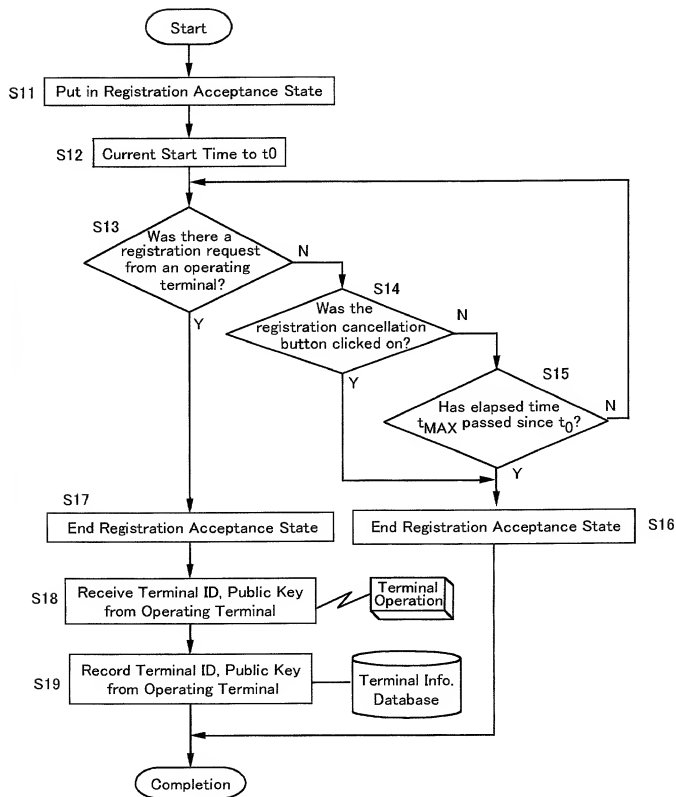 Start
S11
Put in Registration Acceptance State
S12
Current Start Time to t0
S13
Was there a
registration request
from an operating
terminal?
N
Y
S14
Was the
registration cancellation
button clicked on?
N
Y
S15
Has elapsed time
tMAX passed since t0?
N
Y
S17
End Registration Acceptance State
End Registration Acceptance State
S16
S18
Receive Terminal ID, Public Key
from Operating Terminal
Terminal
Operation
S19
Record Terminal ID, Public Key
from Operating Terminal
Terminal Info.
Database
Completion